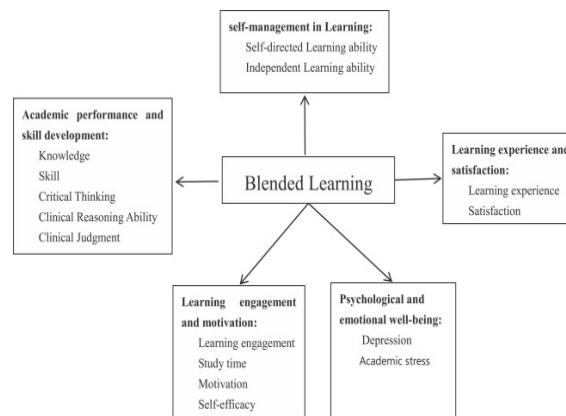 self-management in Learning:
Self-directed Learning ability
Independent Learning ability
Academic performance and
skill development:
Knowledge
Skill
Critical Thinking
Clinical Reasoning Ability
Clinical Judgment
Blended Learning
Learning experience and
satisfaction:
Learning experience
Satisfaction
Learning engagement
and motivation:
Learning engagement
Study time
Motivation
Self-efficacy
Psychological and
emotional well-being:
Depression
Academic stress